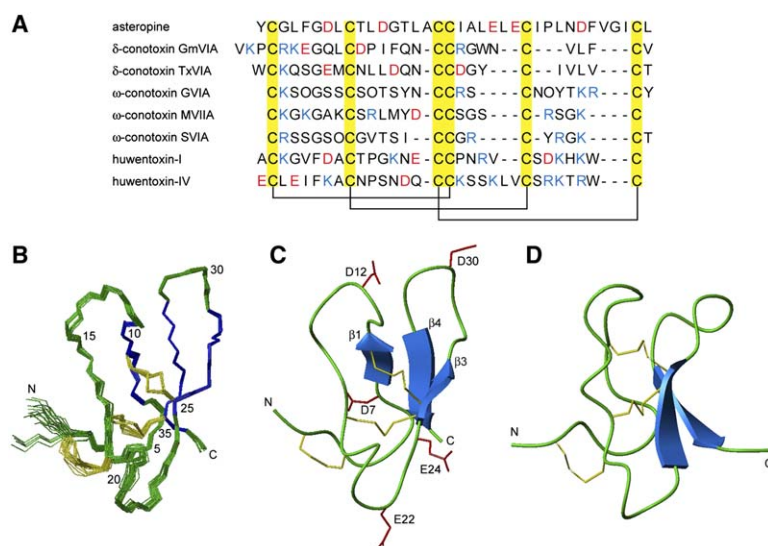 A
asteropine YCGLFGDLCTLDGTLACCIALELECIPLNDFVGICL
δ-conotoxin GmVIA VKPCRKEGQLCDPIFQN-CCRGWN--C---VLF--CV
δ-conotoxin TxVIA WCKQSGEMCNLLDQN-CCDGY---C---IVLV--CT
ω-conotoxin GVIA CKSOGSSCSOTSYN-CCRS----CNOYTKR--CY
ω-conotoxin MVIIA CKGKGAKCSRLMYD-CCSGS---C--RSGK---C
ω-conotoxin SVIA CRSSGSOCGVTSI--CCGR----C--YRGK---CT
huwentoxin-I ACKGVFDACTPGKNE-CCPNRV--CSDKHKW---C
huwentoxin-IV ECLEIFKACNPSNDQ-CCKSSKLVCSRKTRW---C
B
30
15
10
N
25
35
5
C
20
C
D12
D30
β1
β4
β3
N
D7
C
E24
E22
D
N
C